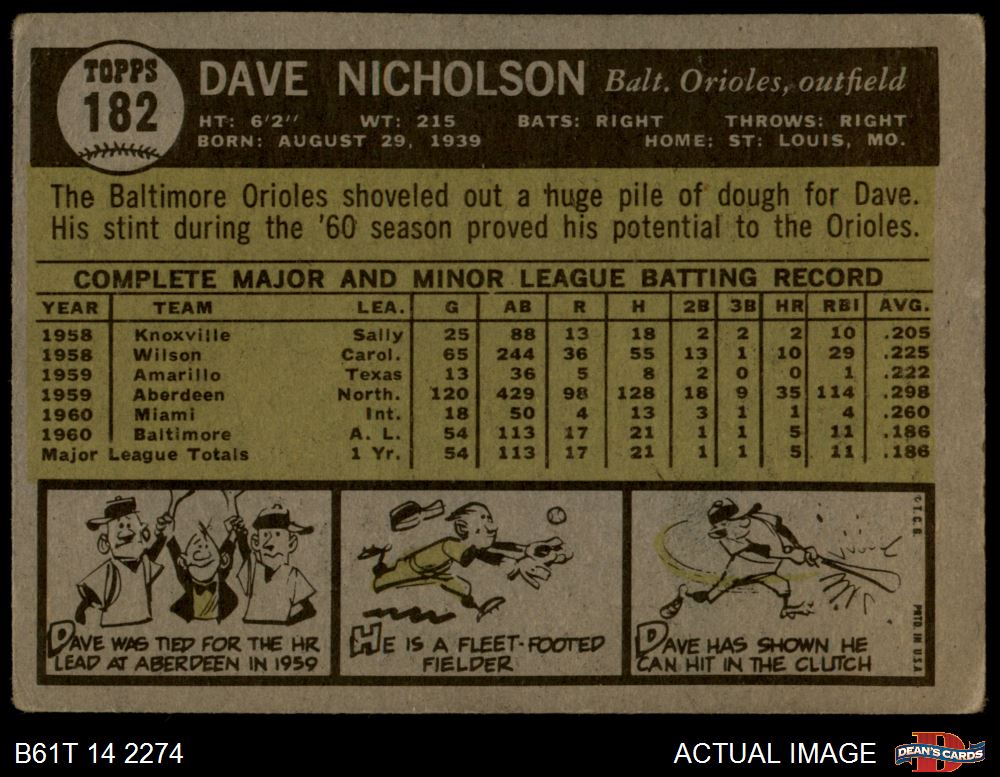 TOPPS
182
DAVE NICHOLSON Balt. Orioles, outfield
HT: 6'2" WT: 215 BATS: RIGHT THROWS: RIGHT
BORN: AUGUST 29, 1939 HOME: ST: LOUIS, MO.
The Baltimore Orioles shoveled out a huge pile of dough for Dave.
His stint during the '60 season proved his potential to the Orioles.
COMPLETE MAJOR AND MINOR LEAGUE BATTING RECORD
YEAR TEAM LEA. G AB R H 2B 3B HR RBI AVG.
1958 Knoxville Sally 25 88 13 18 2 2 2 10 .205
1958 Wilson Carol. 65 244 36 55 13 1 10 29 .225
1959 Amarillo Texas 13 36 5 8 2 0 0 1 .222
1959 Aberdeen North. 120 429 98 128 18 9 35 114 .298
1960 Miami Int. 18 50 4 13 3 1 1 4 .260
1960 Baltimore A. L. 54 113 17 21 1 1 5 11 .186
Major League Totals 1 Yr. 54 113 17 21 1 1 5 11 .186
DAVE WAS TIED FOR THE HR
LEAD AT ABERDEEN IN 1959
HE IS A FLEET-FOOTED
FIELDER
DAVE HAS SHOWN HE
CAN HIT IN THE CLUTCH
© T.C.G. PRTD. IN U.S.A.
B61T 14 2274 ACTUAL IMAGE
DEAN'S CARDS